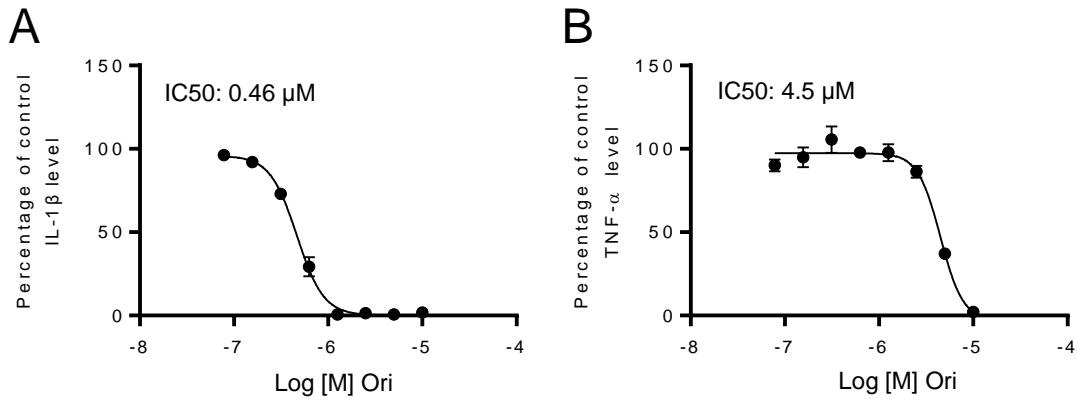 A
Percentage of control
IL-1β level
150
100
50
0
IC50: 0.46 µM
-8
-7
-6
-5
-4
Log [M] Ori
B
Percentage of control
TNF-α level
150
100
50
0
IC50: 4.5 µM
-8
-7
-6
-5
-4
Log [M] Ori